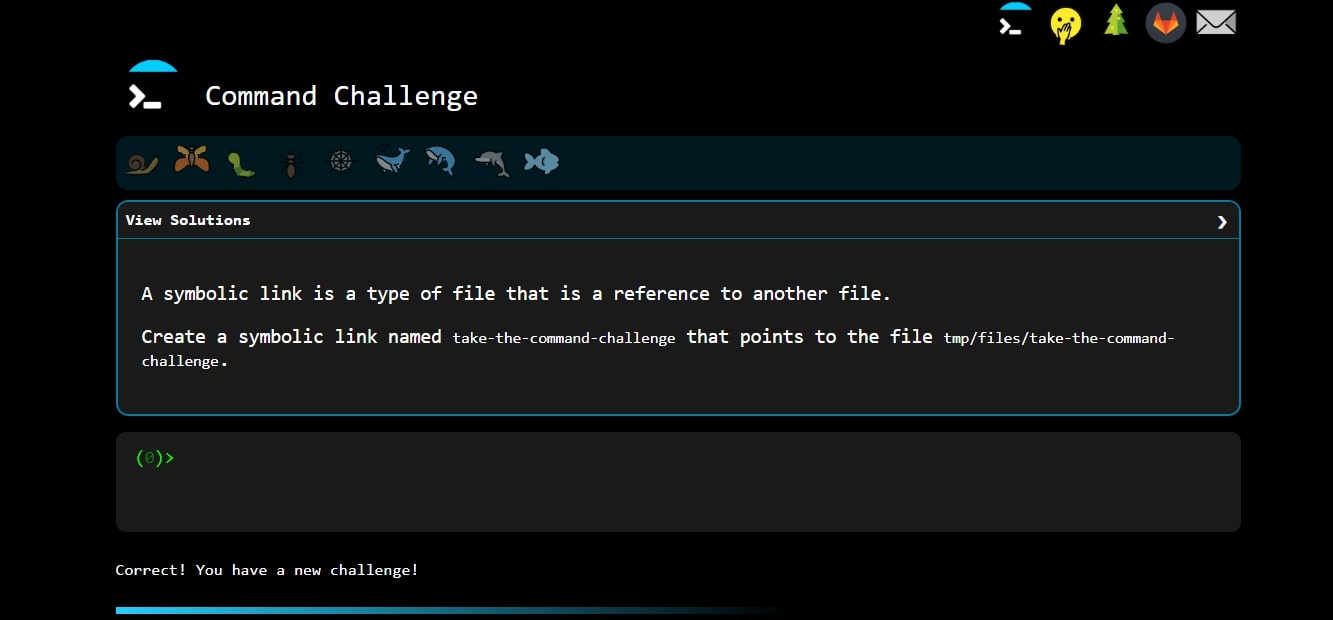 Command Challenge
View Solutions
A symbolic link is a type of file that is a reference to another file.
Create a symbolic link named take-the-command-challenge that points to the file tmp/files/take-the-command-
challenge.
(0)>
Correct! You have a new challenge!